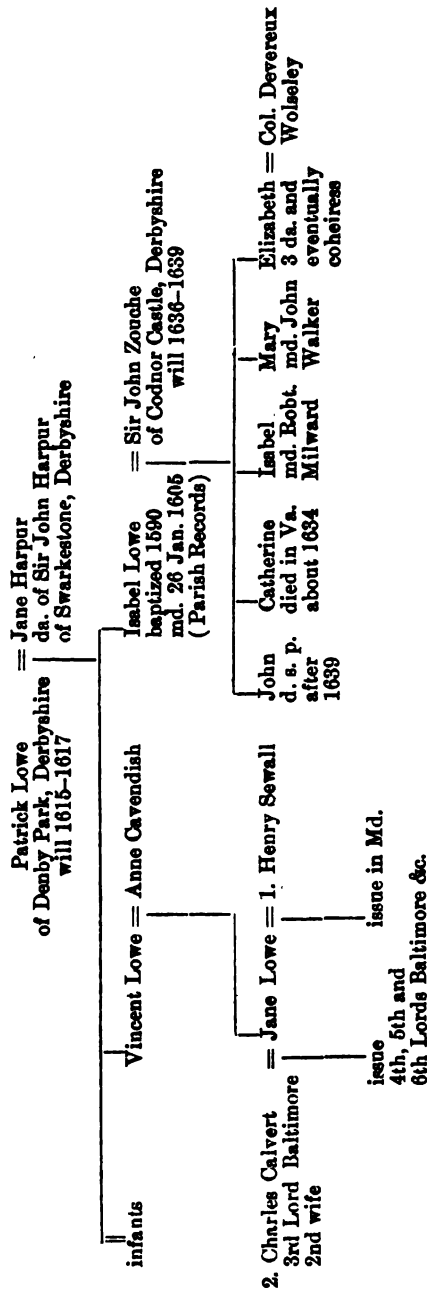 Patrick Lowe = Jane Harpur
of Denby Park, Derbyshire da. of Sir John Harpur
will 1615–1617 of Swarkestone, Derbyshire
infants
Vincent Lowe = Anne Cavendish
Isabel Lowe = Sir John Zouche
baptized 1590 of Codnor Castle, Derbyshire
md. 26 Jan. 1605 will 1636–1639
(Parish Records)
2. Charles Calvert = Jane Lowe = 1. Henry Sewall
3rd Lord Baltimore
2nd wife
issue
4th, 5th and
6th Lords Baltimore &c.
issue in Md.
John
d. s. p.
after
1639
Catherine
died in Va.
about 1634
Isabel
md. Robt.
Milward
Mary
md. John
Walker
Elizabeth = Col. Devereux
3 da. and Wolseley
eventually
coheiress